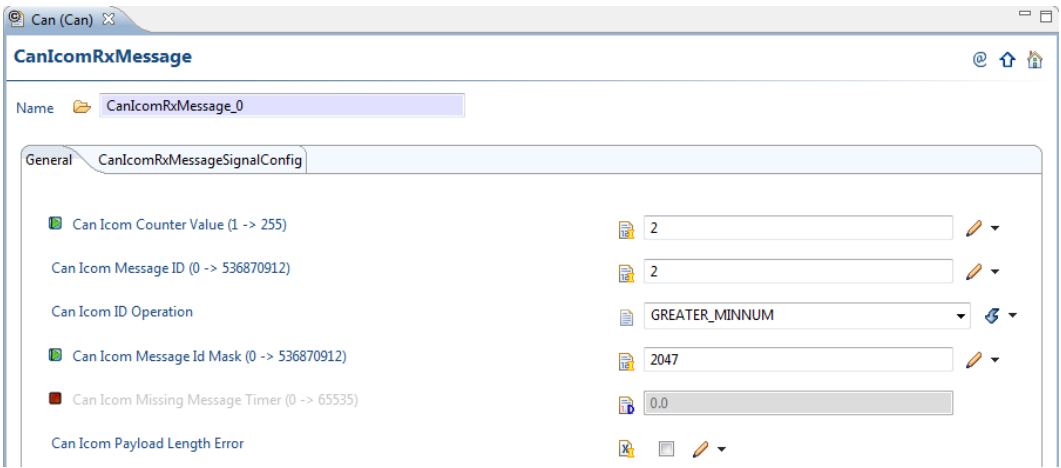 Can (Can)
CanIcomRxMessage
Name CanIcomRxMessage_0
General CanIcomRxMessageSignalConfig
Can Icom Counter Value (1 -> 255) 2
Can Icom Message ID (0 -> 536870912) 2
Can Icom ID Operation GREATER_MINNUM
Can Icom Message Id Mask (0 -> 536870912) 2047
Can Icom Missing Message Timer (0 -> 65535) 0.0
Can Icom Payload Length Error